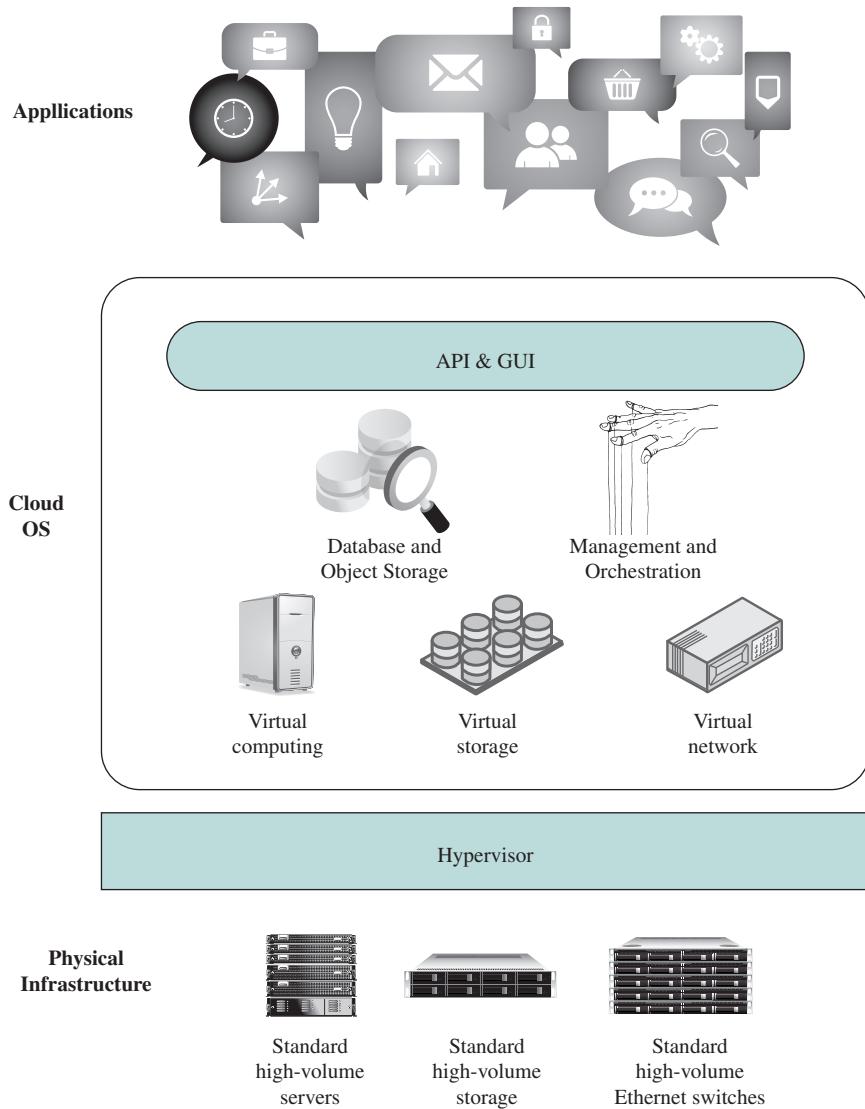 Appllications
API & GUI
Cloud
OS
Database and
Object Storage
Management and
Orchestration
Virtual
computing
Virtual
storage
Virtual
network
Hypervisor
Physical
Infrastructure
Standard
high-volume
servers
Standard
high-volume
storage
Standard
high-volume
Ethernet switches